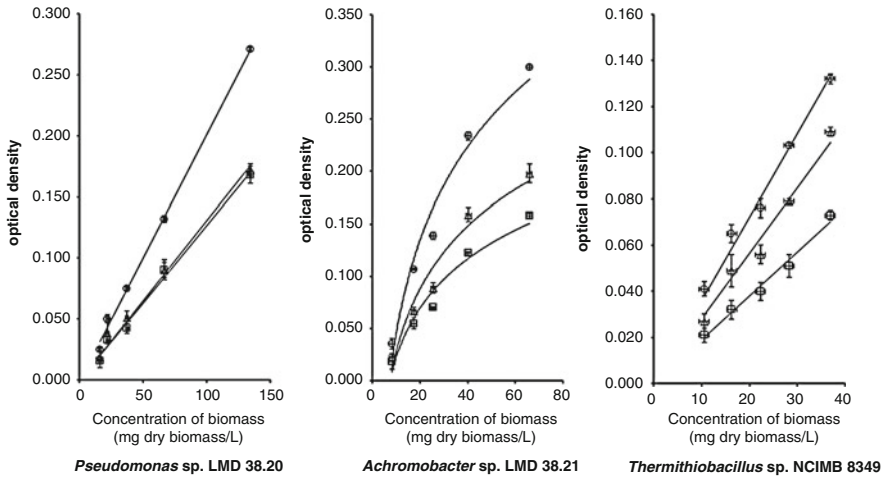 0.300
0.250
0.200
0.150
0.100
0.050
0.000
optical density
0 50 100 150
Concentration of biomass
(mg dry biomass/L)
Pseudomonas sp. LMD 38.20
0.350
0.300
0.250
0.200
0.150
0.100
0.050
0.000
optical density
0 20 40 60 80
Concentration of biomass
(mg dry biomass/L)
Achromobacter sp. LMD 38.21
0.160
0.140
0.120
0.100
0.080
0.060
0.040
0.020
0.000
optical density
0 10 20 30 40
Concentration of biomass
(mg dry biomass/L)
Thermithiobacillus sp. NCIMB 8349